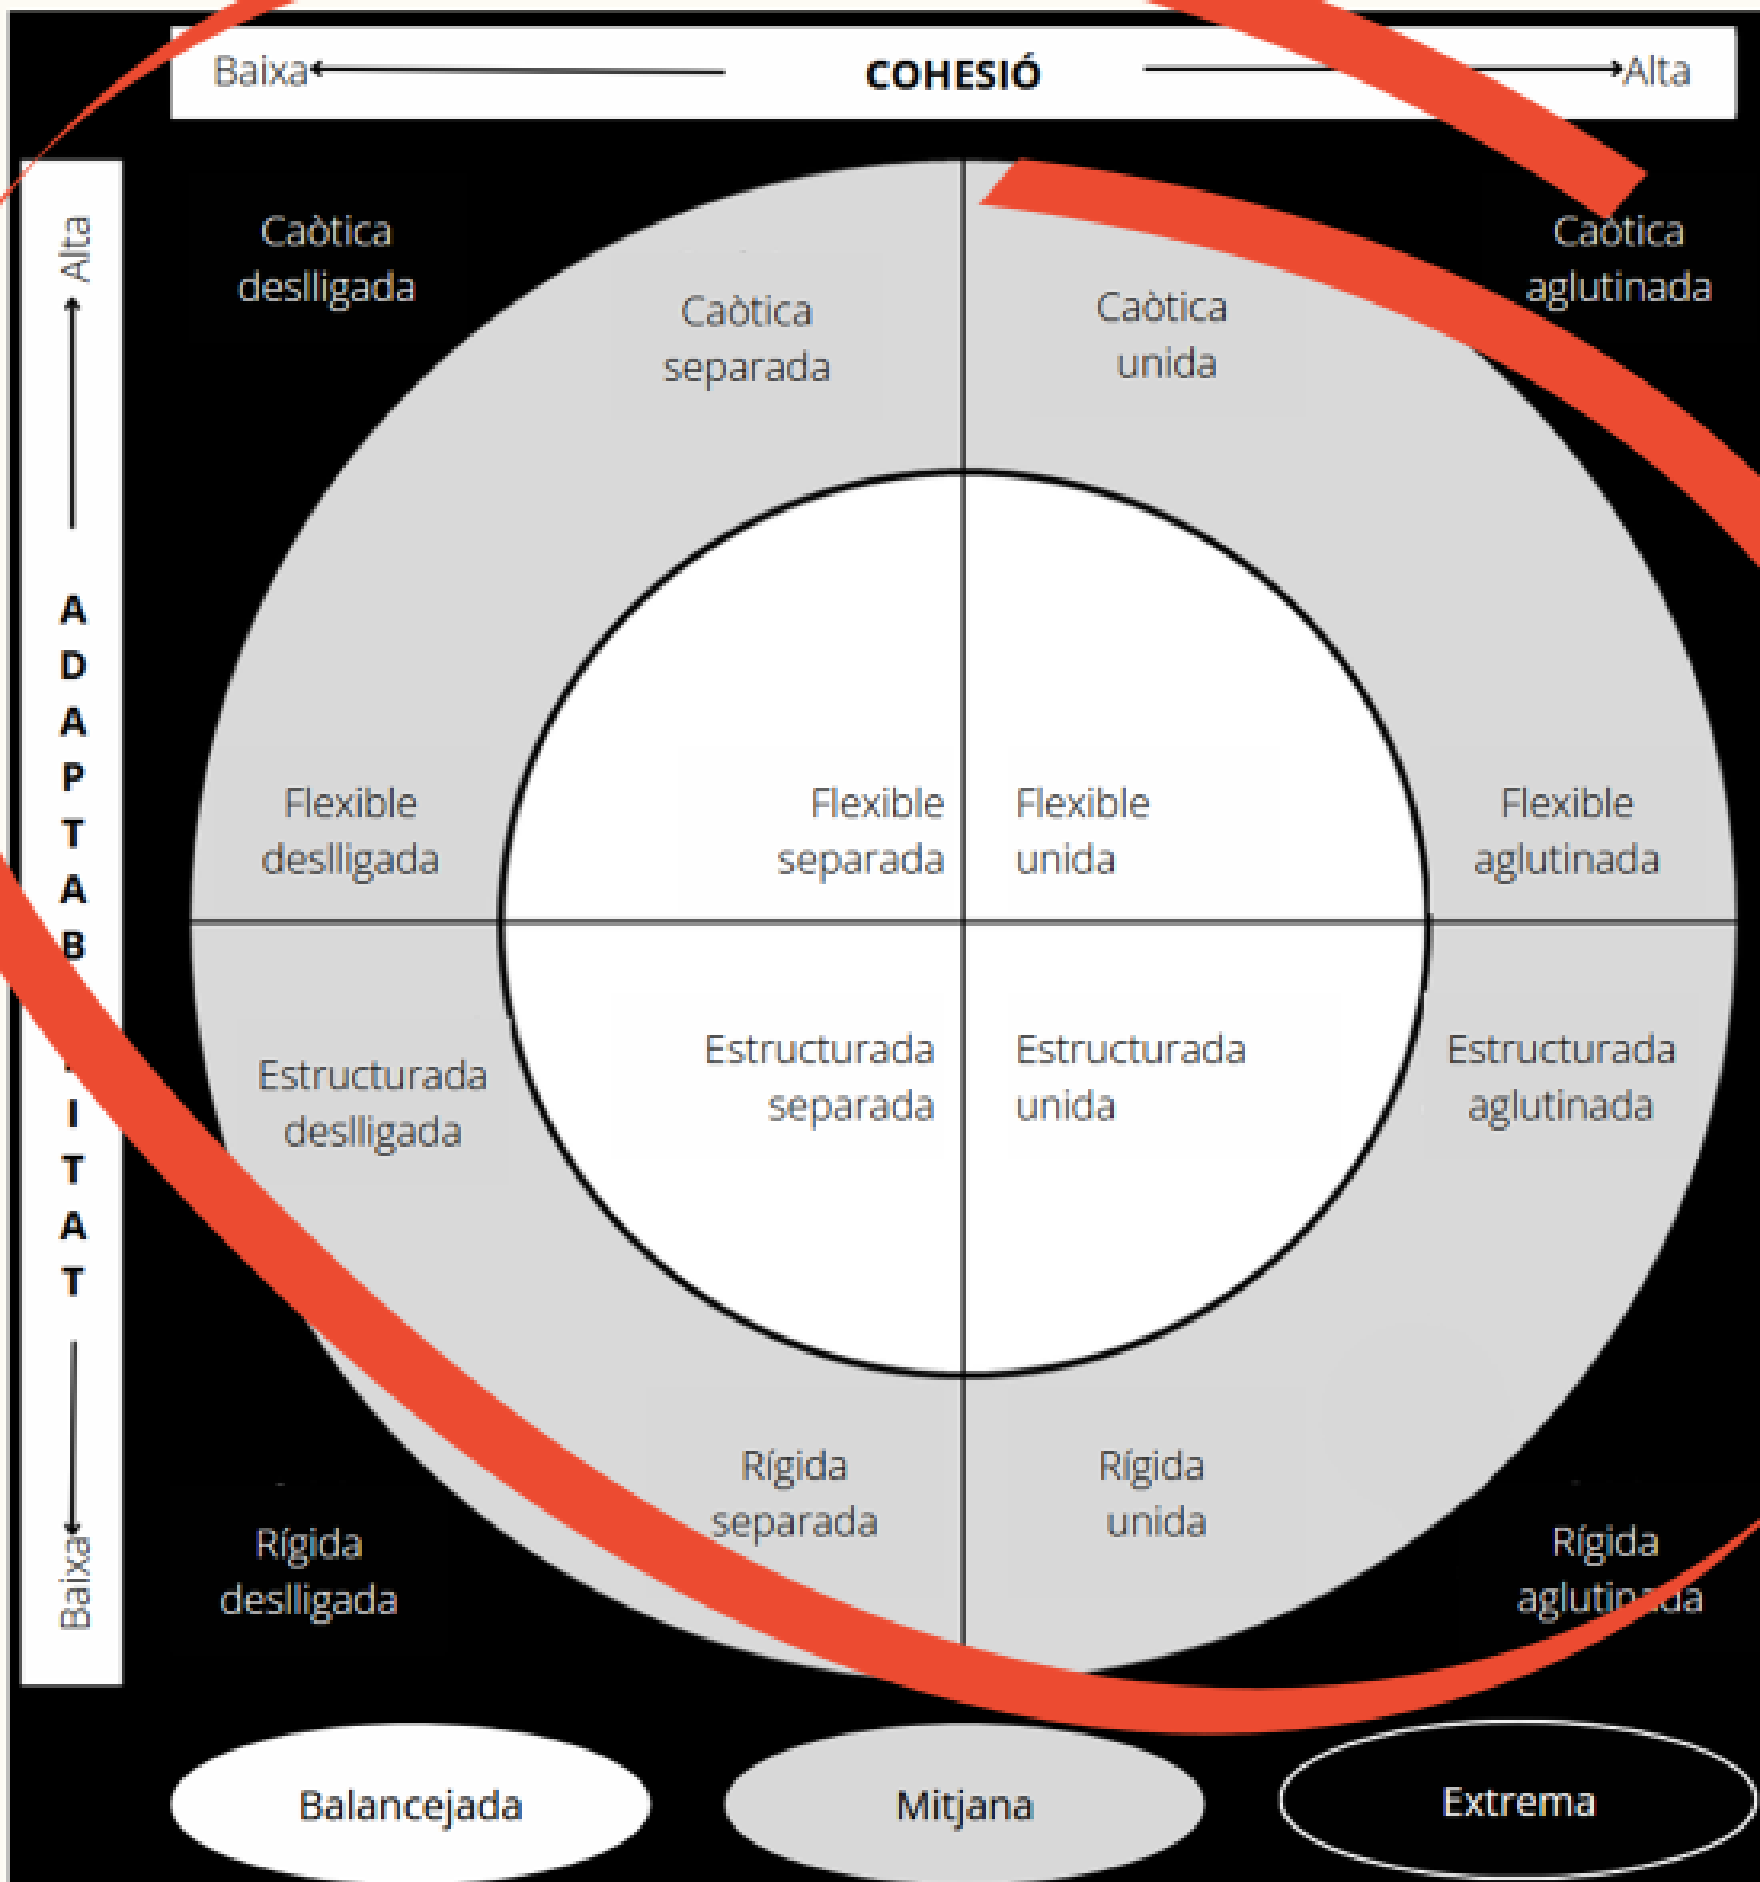 Baixa COHESIÓ Alta
Alta
ADAPTAB ITAT
Baixa
Caòtica
deslligada
Caòtica
separada
Caòtica
unida
Caòtica
aglutinada
Flexible
deslligada
Flexible
separada
Flexible
unida
Flexible
aglutinada
Estructurada
deslligada
Estructurada
separada
Estructurada
unida
Estructurada
aglutinada
Rígida
deslligada
Rígida
separada
Rígida
unida
Rígida
aglutinada
Balancejada
Mitjana
Extrema